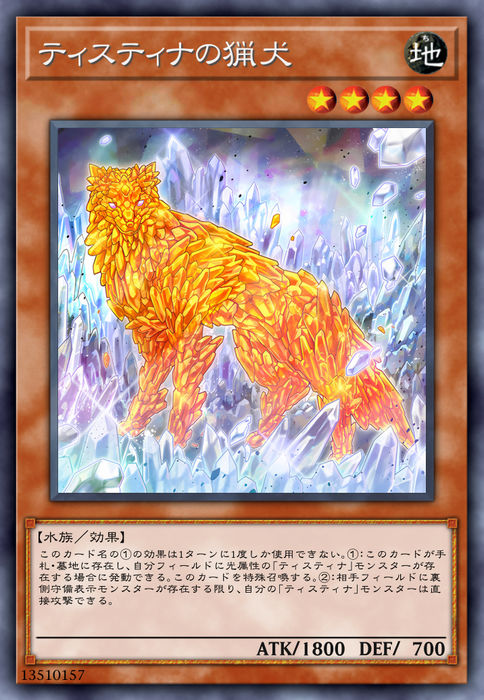 ティスティナの猟犬
ち
地
【水族／効果】
このカード名の①の効果は1ターンに1度しか使用できない。①：このカードが手
札・墓地に存在し、自分フィールドに光属性の「ティスティナ」モンスターが存
在する場合に発動できる。このカードを特殊召喚する。②：相手フィールドに裏
側守備表示モンスターが存在する限り、自分の「ティスティナ」モンスターは直
接攻撃できる。
ATK/1800 DEF/ 700
13510157